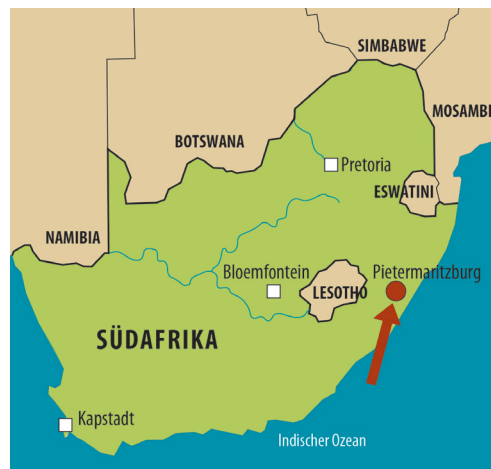 SIMBABWE
MOSAMBI
BOTSWANA
Pretoria
ESWATINI
NAMIBIA
Bloemfontein
LESOTHO
Pietermaritzburg
SÜDAFRIKA
Kapstadt
Indischer Ozean